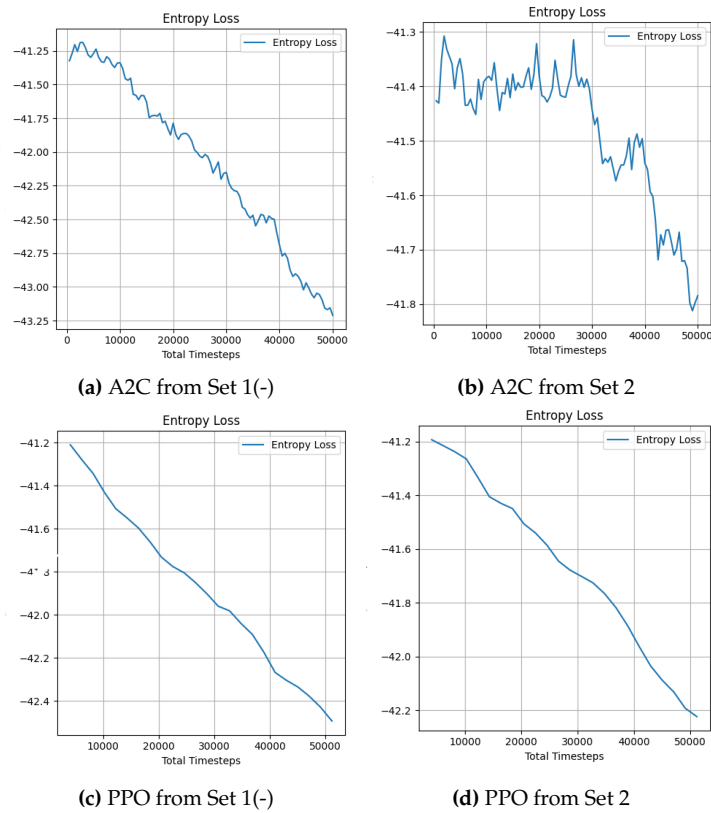 Entropy Loss
Entropy Loss
−41.25
−41.50
−41.75
−42.00
−42.25
−42.50
−42.75
−43.00
−43.25
0 10000 20000 30000 40000 50000
Total Timesteps
(a) A2C from Set 1(-)
Entropy Loss
Entropy Loss
−41.3
−41.4
−41.5
−41.6
−41.7
−41.8
0 10000 20000 30000 40000 50000
Total Timesteps
(b) A2C from Set 2
Entropy Loss
Entropy Loss
−41.2
−41.4
−41.6
−42.0
−42.2
−42.4
10000 20000 30000 40000 50000
Total Timesteps
(c) PPO from Set 1(-)
Entropy Loss
Entropy Loss
−41.2
−41.4
−41.6
−41.8
−42.0
−42.2
10000 20000 30000 40000 50000
Total Timesteps
(d) PPO from Set 2